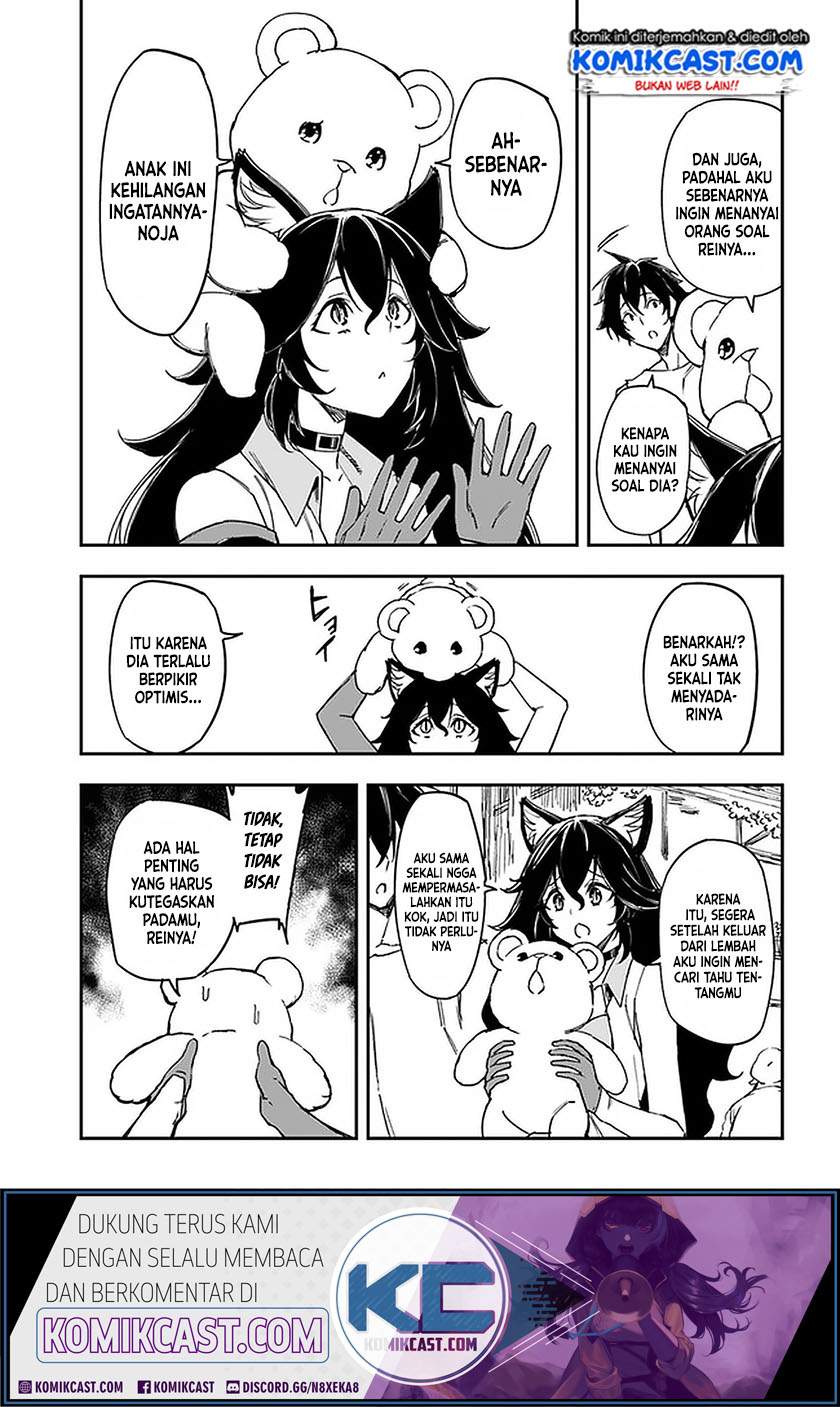 Komik ini diterjemahkan & diedit oleh
KOMIKCAST.COM
BUKAN WEB LAIN!!
DAN JUGA,
PADAHAL AKU
SEBENARNYA
INGIN MENANYAI
ORANG SOAL
REINYA...
KENAPA
KAU INGIN
MENANYAI
SOAL DIA?
AH-
SEBENAR-
NYA
ANAK INI
KEHILANGAN
INGATANNYA-
NOJA
BENARKAH!?
AKU SAMA
SEKALI TAK
MENYADA-
RINYA
ヒョイ
ITU KARENA
DIA TERLALU
BERPIKIR
OPTIMIS...
KARENA
ITU, SEGERA
SETELAH KELUAR
DARI LEMBAH
AKU INGIN MEN-
CARI TAHU TEN-
TANGMU
AKU SAMA
SEKALI NGGA
MEMPERMASA-
LAHKAN ITU
KOK, JADI ITU
TIDAK PERLU-
NYA
TIDAK,
TETAP
TIDAK
BISA!
ADA HAL
PENTING
YANG HARUS
KUTEGASKAN
PADAMU,
REINYA!
DUKUNG TERUS KAMI
DENGAN SELALU MEMBACA
DAN BERKOMENTAR DI
KOMIKCAST.COM
KC
KOMIKCAST.COM
KOMIKCAST.COM KOMIKCAST DISCORD.GG/N8XEKA8